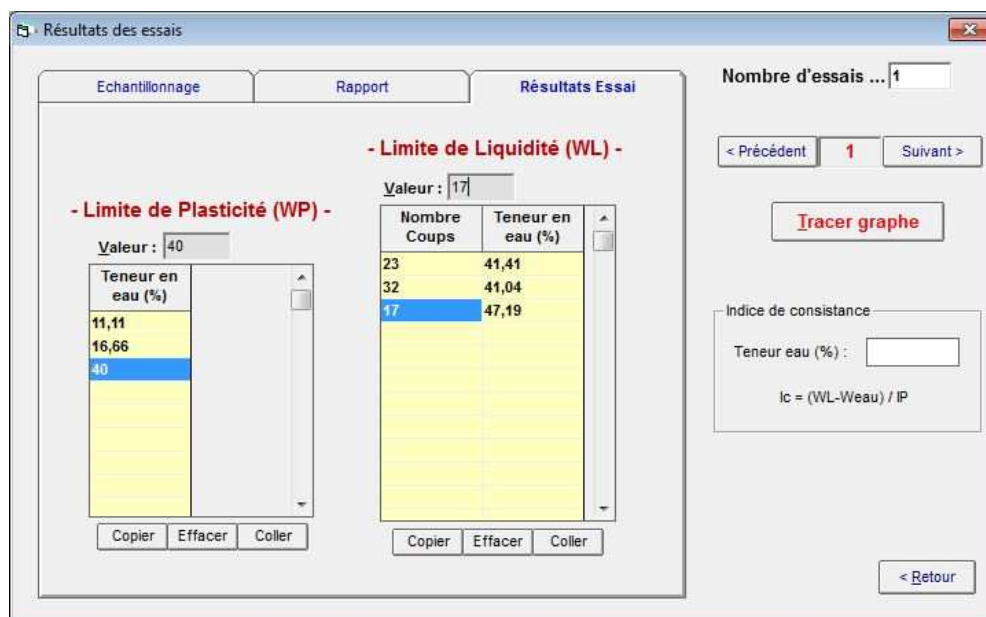 Résultats des essais
Echantillonnage
Rapport
Résultats Essai
Nombre d'essais ... 1
< Précédent
1
Suivant >
Tracer graphe
- Limite de Plasticité (WP) -
Valeur : 40
Teneur en
eau (%)
11,11
16,66
40
Copier
Effacer
Coller
- Limite de Liquidité (WL) -
Valeur : 17
Nombre Coups
Teneur en eau (%)
23 41,41
32 41,04
17 47,19
Copier
Effacer
Coller
Indice de consistance
Teneur eau (%) :
Ic = (WL-Weau) / IP
< Retour